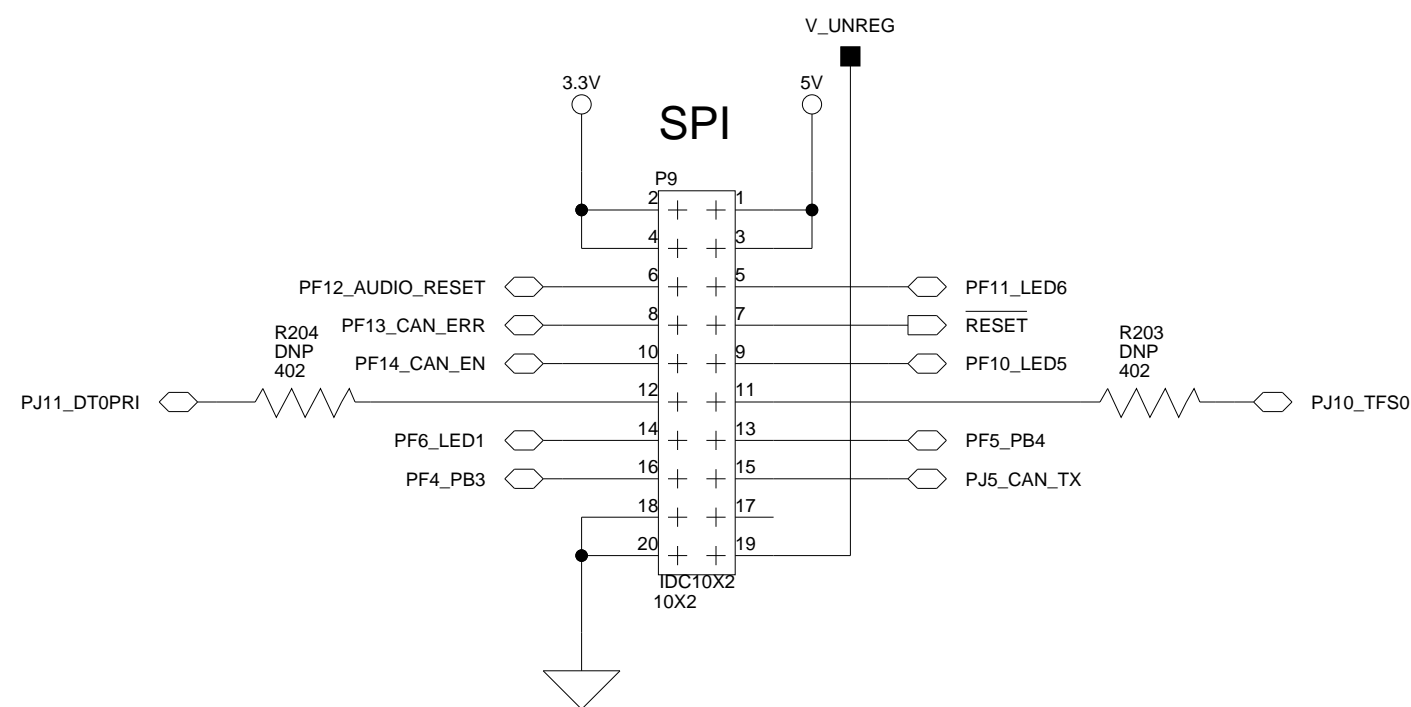 V_UNREG
3.3V
5V
SPI
P9
2 1
4 3
PF12_AUDIO_RESET 6 5 PF11_LED6
PF13_CAN_ERR 8 7 RESET
R204
DNP
402
R203
DNP
402
PF14_CAN_EN 10 9 PF10_LED5
PJ11_DT0PRI 12 11 PJ10_TFS0
PF6_LED1 14 13 PF5_PB4
PF4_PB3 16 15 PJ5_CAN_TX
18 17
20 19
IDC10X2
10X2